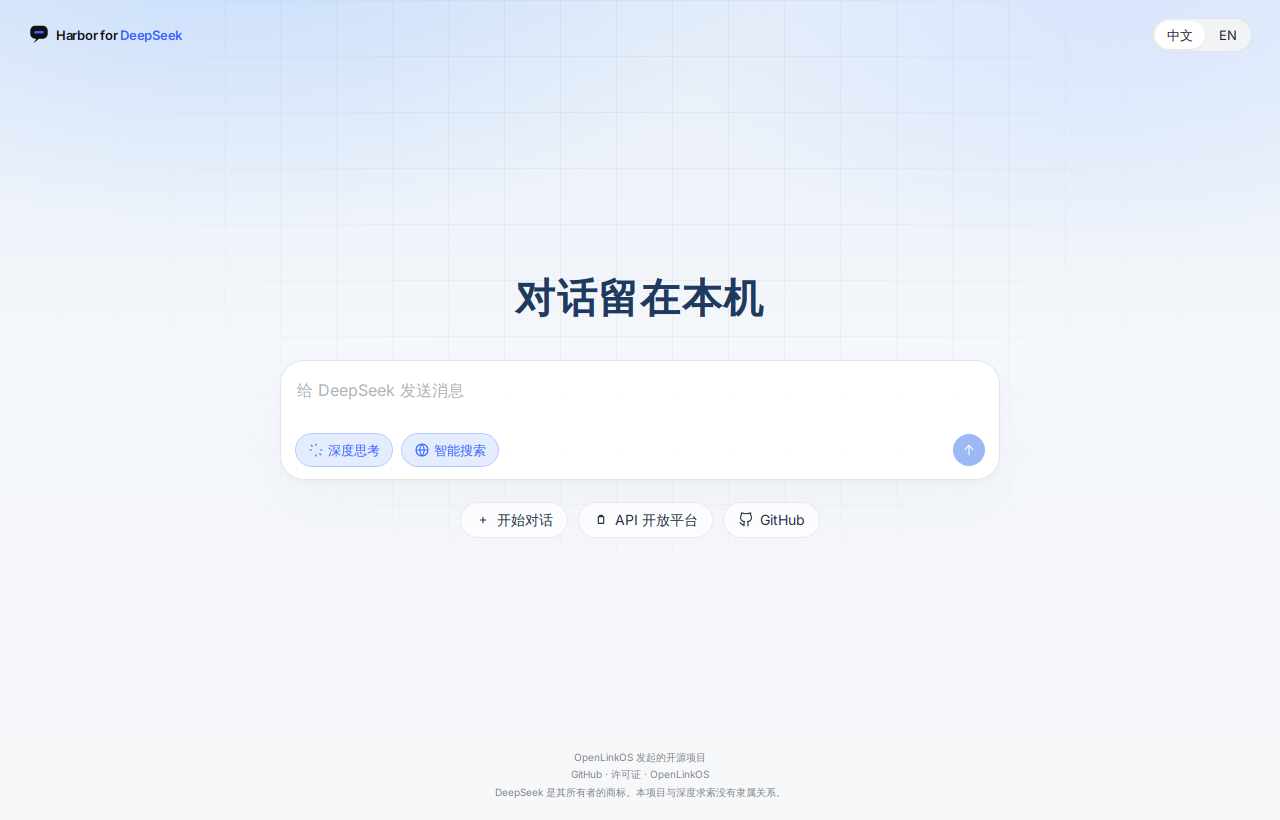 Harbor for DeepSeek
中文 EN
对话留在本机
给 DeepSeek 发送消息
深度思考 智能搜索
开始对话 API 开放平台 GitHub
OpenLinkOS 发起的开源项目
GitHub · 许可证 · OpenLinkOS
DeepSeek 是其所有者的商标。本项目与深度求索没有隶属关系。